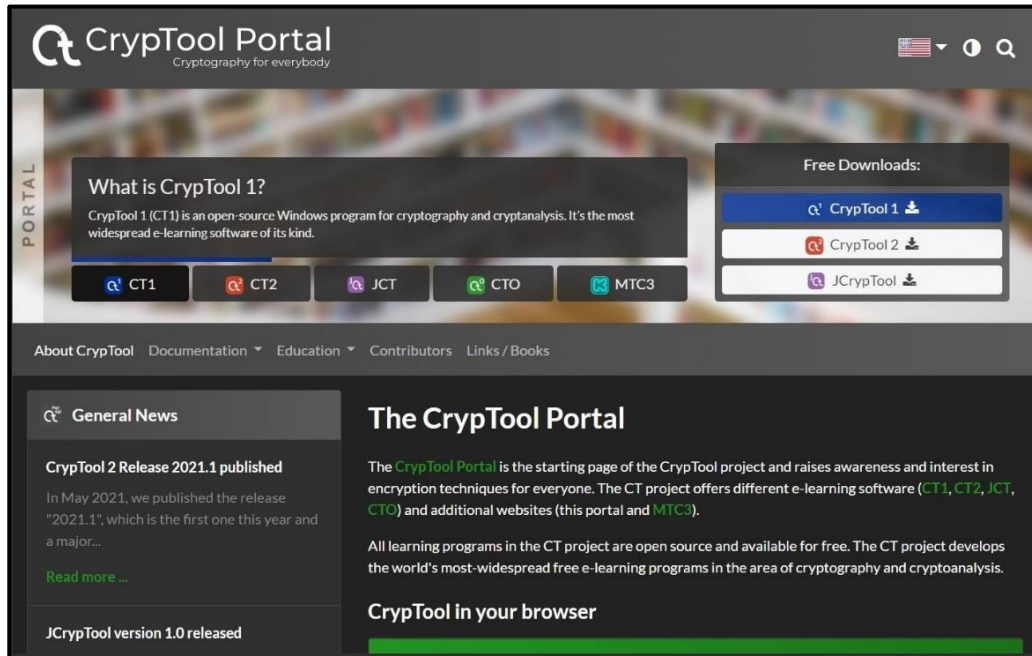 CrypTool Portal
Cryptography for everybody
PORTAL
What is CrypTool 1?
CrypTool 1 (CT1) is an open-source Windows program for cryptography and cryptanalysis. It's the most
widespread e-learning software of its kind.
CT1
CT2
JCT
CTO
MTC3
Free Downloads:
CrypTool 1
CrypTool 2
JCrypTool
About CrypTool Documentation Education Contributors Links / Books
General News
CrypTool 2 Release 2021.1 published
In May 2021, we published the release
"2021.1", which is the first one this year and
a major...
Read more ...
JCrypTool version 1.0 released
The CrypTool Portal
The CrypTool Portal is the starting page of the CrypTool project and raises awareness and interest in
encryption techniques for everyone. The CT project offers different e-learning software (CT1, CT2, JCT,
CTO) and additional websites (this portal and MTC3).
All learning programs in the CT project are open source and available for free. The CT project develops
the world's most-widespread free e-learning programs in the area of cryptography and cryptoanalysis.
CrypTool in your browser